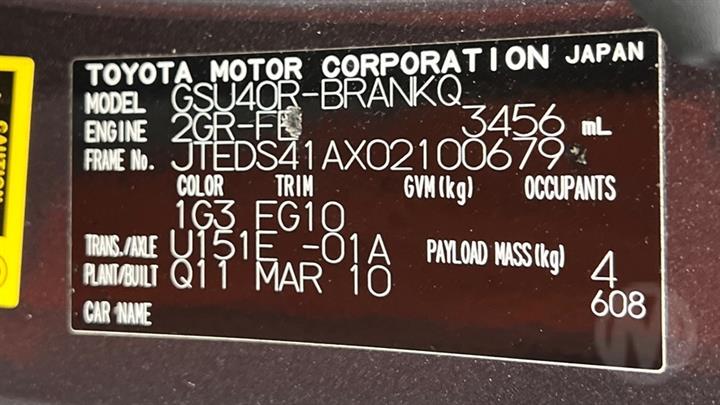 TOYOTA MOTOR CORPORATION JAPAN
MODEL GSU40R-BRANKQ
ENGINE 2GR-FE 3456 mL
FRAME No. JTEDS41AX02100679
COLOR TRIM GVM(kg) OCCUPANTS
1G3 FG10
TRANS./AXLE U151E -01A PAYLOAD MASS(kg) 4
PLANT/BUILT Q11 MAR 10
CAR NAME 608